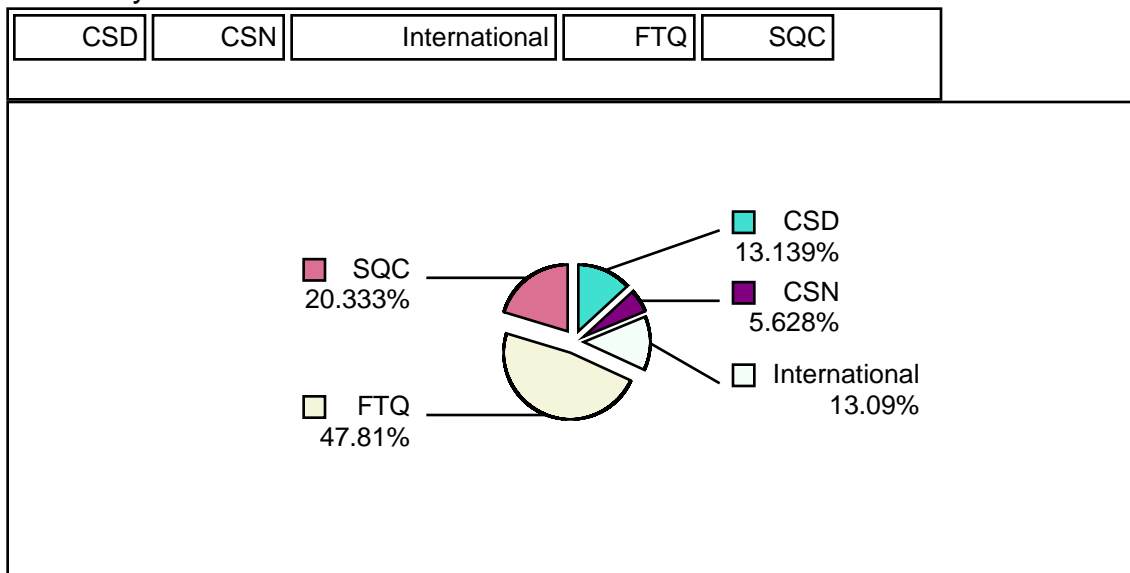 CSD CSN International FTQ SQC
CSD
13.139%
SQC
20.333%
CSN
5.628%
International
13.09%
FTQ
47.81%